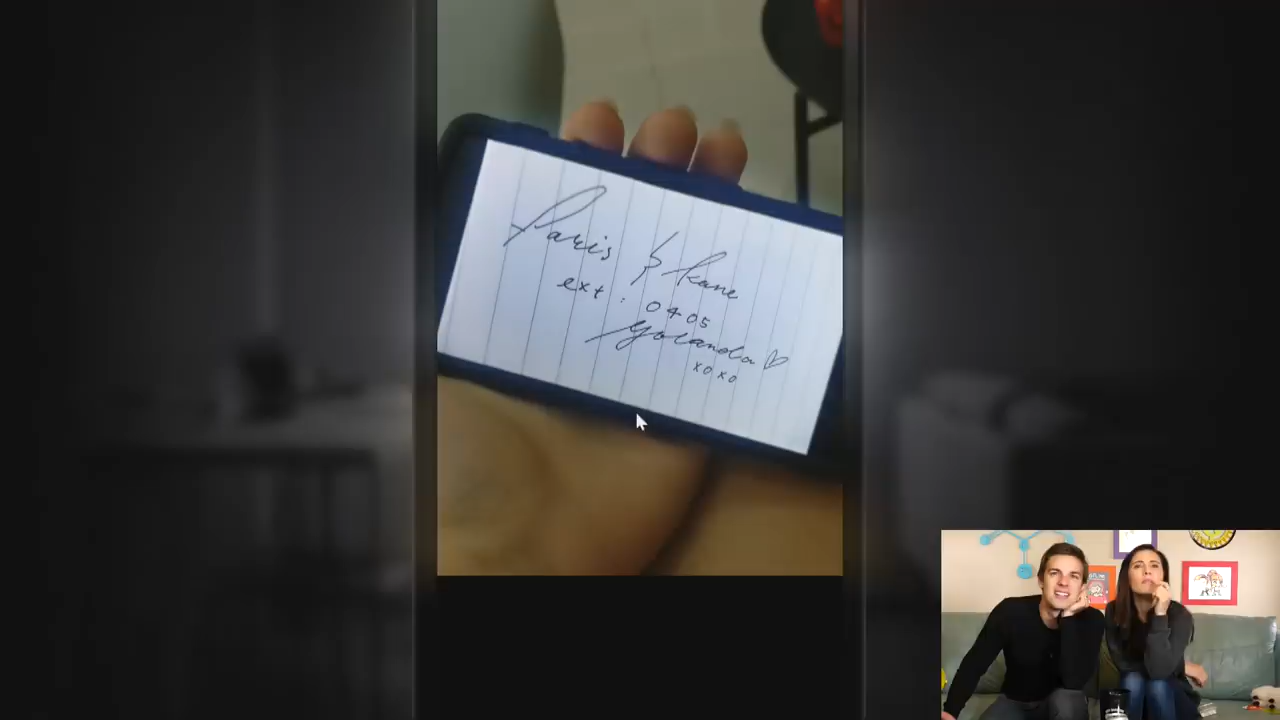 Paris & Kane
ext: 0405
Yolanda ♡
xoxo